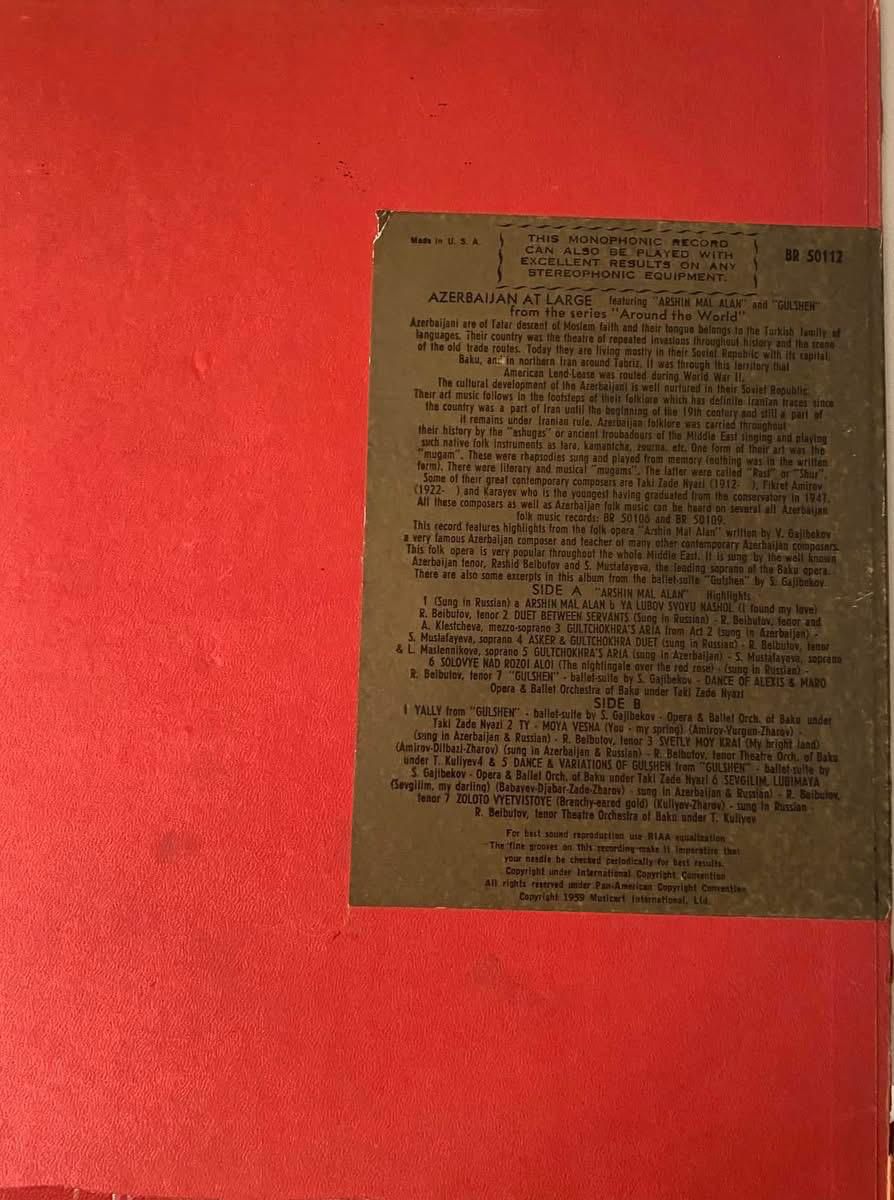 Made in U. S. A.
THIS MONOPHONIC RECORD
CAN ALSO BE PLAYED WITH
EXCELLENT RESULTS ON ANY
STEREOPHONIC EQUIPMENT.
BR 50112
AZERBAIJAN AT LARGE featuring "ARSHIN MAL ALAN" and "GULSHEN"
from the series "Around the World"
Azerbaijani are of Tatar descent of Moslem faith and their tongue belongs to the Turkish family of
languages. Their country was the theatre of repeated invasions throughout history and the scene
of the old trade routes. Today they are living mostly in their Soviet Republic with its capital,
Baku, and in northern Iran around Tabriz. It was through this territory that
American Lend-Lease was routed during World War II.
The cultural development of the Azerbaijani is well nurtured in their Soviet Republic.
Their art music follows in the footsteps of their folklore which has definite Iranian traces since
the country was a part of Iran until the beginning of the 19th century and still a part of
it remains under Iranian rule. Azerbaijan folklore was carried throughout
their history by the "ashugas" or ancient troubadours of the Middle East singing and playing
such native folk instruments as tara, kamantcha, zourna, etc. One form of their art was the
"mugam". These were rhapsodies sung and played from memory (nothing was in the written
form). There were literary and musical "mugams". The latter were called "Rast" or "Shur".
Some of their great contemporary composers are Taki Zade Nyazi (1912- ), Fikret Amirov
(1922- ) and Karayev who is the youngest having graduated from the conservatory in 1947.
All these composers as well as Azerbaijan folk music can be heard on several all Azerbaijan
folk music records: BR 50106 and BR 50109.
This record features highlights from the folk opera "Arshin Mal Alan" written by V. Gajibekov
a very famous Azerbaijan composer and teacher of many other contemporary Azerbaijan composers.
This folk opera is very popular throughout the whole Middle East. It is sung by the well known
Azerbaijan tenor, Rashid Beibutov and S. Mustafayeva, the leading soprano of the Baku opera.
There are also some excerpts in this album from the ballet-suite "Gulshen" by S. Gajibekov.
SIDE A "ARSHIN MAL ALAN" Highlights
1 (Sung in Russian) a ARSHIN MAL ALAN b YA LUBOV SVOYU NASHOL (I found my love)
R. Beibutov, tenor 2 DUET BETWEEN SERVANTS (Sung in Russian) - R. Beibutov, tenor and
A. Klestcheva, mezzo-soprano 3 GULTCHOKHRA'S ARIA from Act 2 (sung in Azerbaijan) -
S. Mustafayeva, soprano 4 ASKER & GULTCHOKHRA DUET (sung in Russian) - R. Beibutov, tenor
& L. Maslennikova, soprano 5 GULTCHOKHRA'S ARIA (sung in Azerbaijan) - S. Mustafayeva, soprano
6 SOLOVYE NAD ROZOI ALOI (The nightingale over the red rose) - (sung in Russian) -
R. Beibutov, tenor 7 "GULSHEN" - ballet-suite by S. Gajibekov - DANCE OF ALEXIS & MARO
Opera & Ballet Orchestra of Baku under Taki Zade Nyazi
SIDE B
1 YALLY from "GULSHEN" - ballet-suite by S. Gajibekov - Opera & Ballet Orch. of Baku under
Taki Zade Nyazi 2 TY - MOYA VESNA (You - my spring) (Amirov-Vurgun-Zharov) -
(sung in Azerbaijan & Russian) - R. Beibutov, tenor 3 SVETLY MOY KRAI (My bright land)
(Amirov-Dilbazi-Zharov) (sung in Azerbaijan & Russian) - R. Beibutov, tenor Theatre Orch. of Baku
under T. Kuliyev4 & 5 DANCE & VARIATIONS OF GULSHEN from "GULSHEN" - ballet-suite by
S. Gajibekov - Opera & Ballet Orch. of Baku under Taki Zade Nyazi 6 SEVGILIM, LUBIMAYA
(Sevgilim, my darling) (Babayev-Djabar-Zade-Zharov) - sung in Azerbaijan & Russian) - R. Beibutov,
tenor 7 ZOLOTO VYETVISTOYE (Branchy-eared gold) (Kuliyev-Zharov) - sung in Russian -
R. Beibutov, tenor Theatre Orchestra of Baku under T. Kuliyev
For best sound reproduction use RIAA equalization
The fine grooves on this recording make it imperative that
your needle be checked periodically for best results.
Copyright under International Copyright Convention
All rights reserved under Pan-American Copyright Convention
Copyright 1959 Musicart International, Ltd.